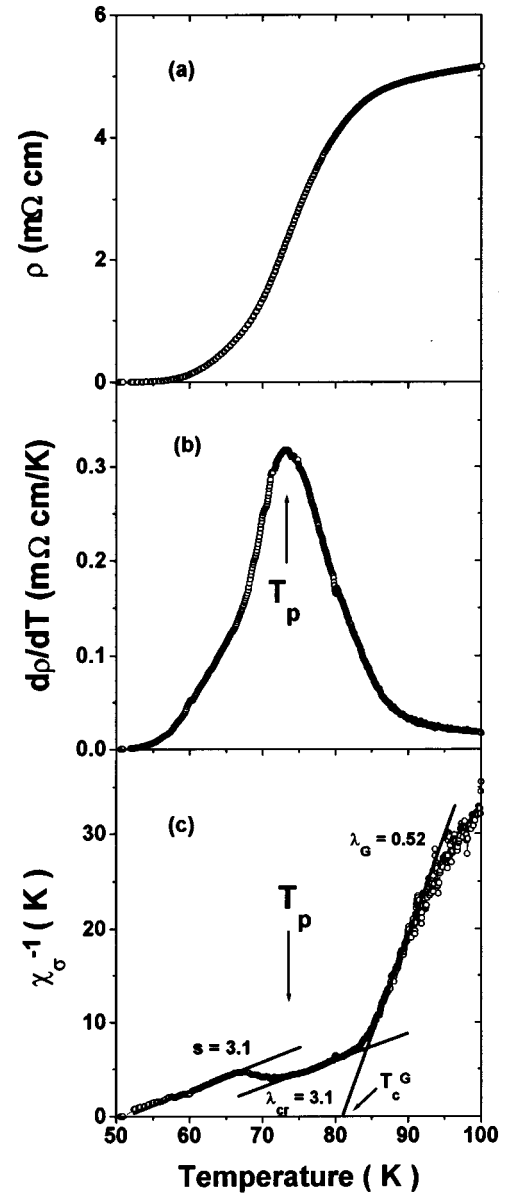 6
(a)
4
ρ (mΩ cm)
2
0
(b)
0.3
dρ/dT (mΩ cm/K)
0.2
T_p
0.1
0.0
(c)
30
λ_G = 0.52
χ_σ^-1 ( K )
20
T_p
10
s = 3.1
λ_cr = 3.1
T_c^G
0
50 60 70 80 90 100
Temperature ( K )